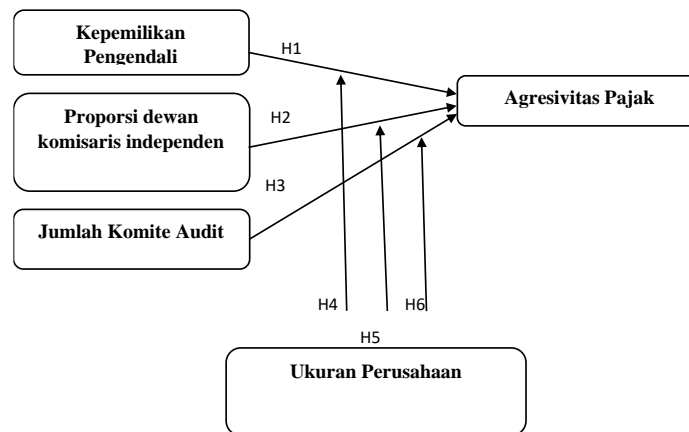 Kepemilikan
Pengendali
H1
Agresivitas Pajak
Proporsi dewan
komisaris independen
H2
H3
Jumlah Komite Audit
H4
H6
H5
Ukuran Perusahaan